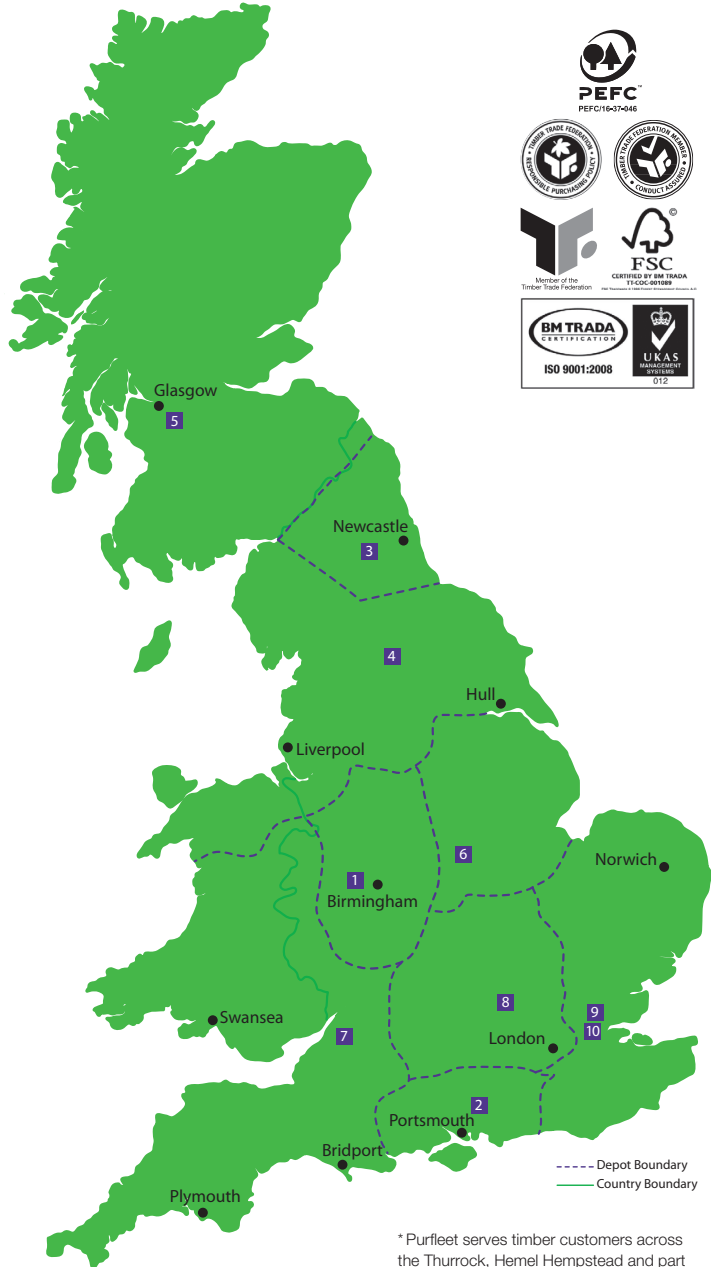 PEFC™
PEFC/16-37-046
• TIMBER TRADE FEDERATION •
RESPONSIBLE PURCHASING POLICY
TIMBER TRADE FEDERATION MEMBER
• CONDUCT ASSURED •
Member of the
Timber Trade Federation
©
FSC
CERTIFIED BY BM TRADA
TT-COC-001089
BM TRADA
CERTIFICATION
ISO 9001:2008
UKAS
MANAGEMENT
SYSTEMS
012
Glasgow
5
Newcastle
3
4
Hull
Liverpool
6
Norwich
1
Birmingham
8
9
Swansea
7
10
London
2
Portsmouth
Bridport
Plymouth
Depot Boundary
Country Boundary
* Purfleet serves timber customers across
the Thurrock, Hemel Hempstead and part